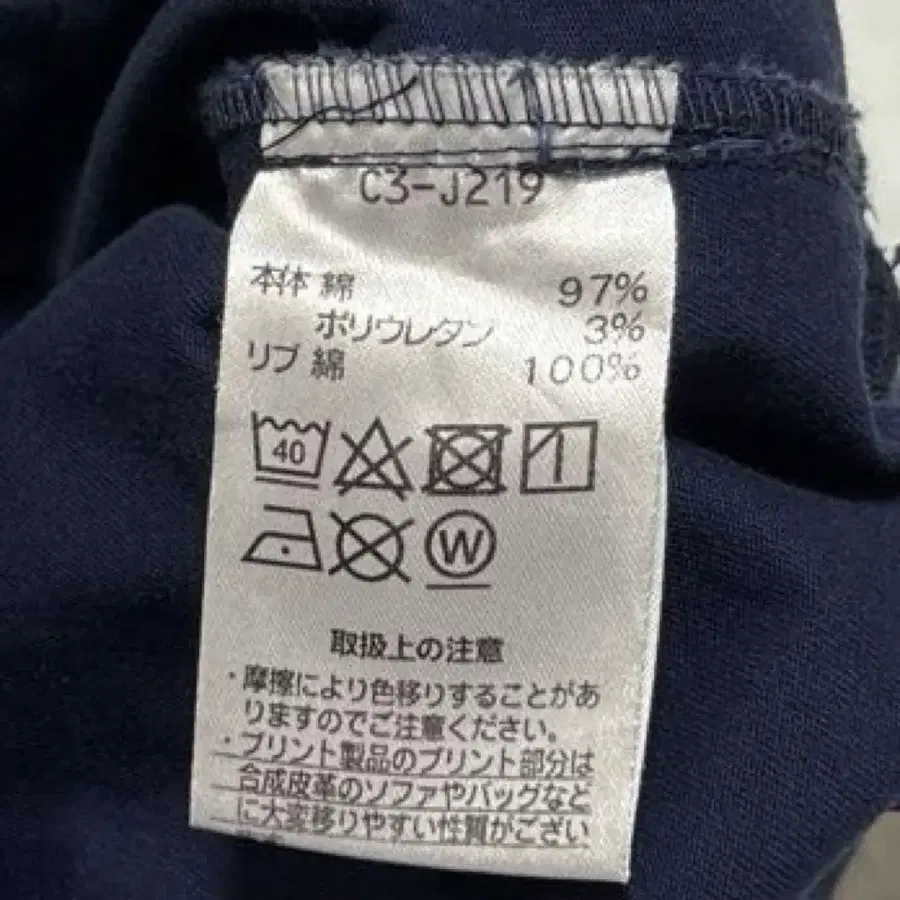 C3-J219
本体 綿 97%
ポリウレタン 3%
リブ 綿 100%
40
W
取扱上の注意
・摩擦により色移りすることがあ
りますのでご注意ください。
・プリント製品のプリント部分は
合成皮革のソファやバッグなど
に大変移りやすい性質がござい